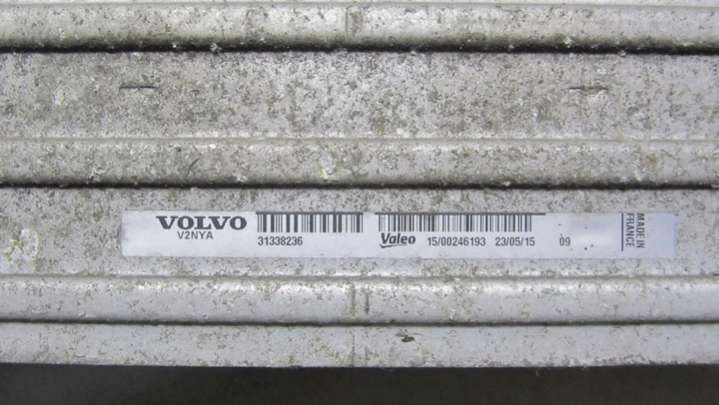 VOLVO
V2NYA
31338236
Valeo
15/00246193 23/05/15 09
MADE IN
FRANCE